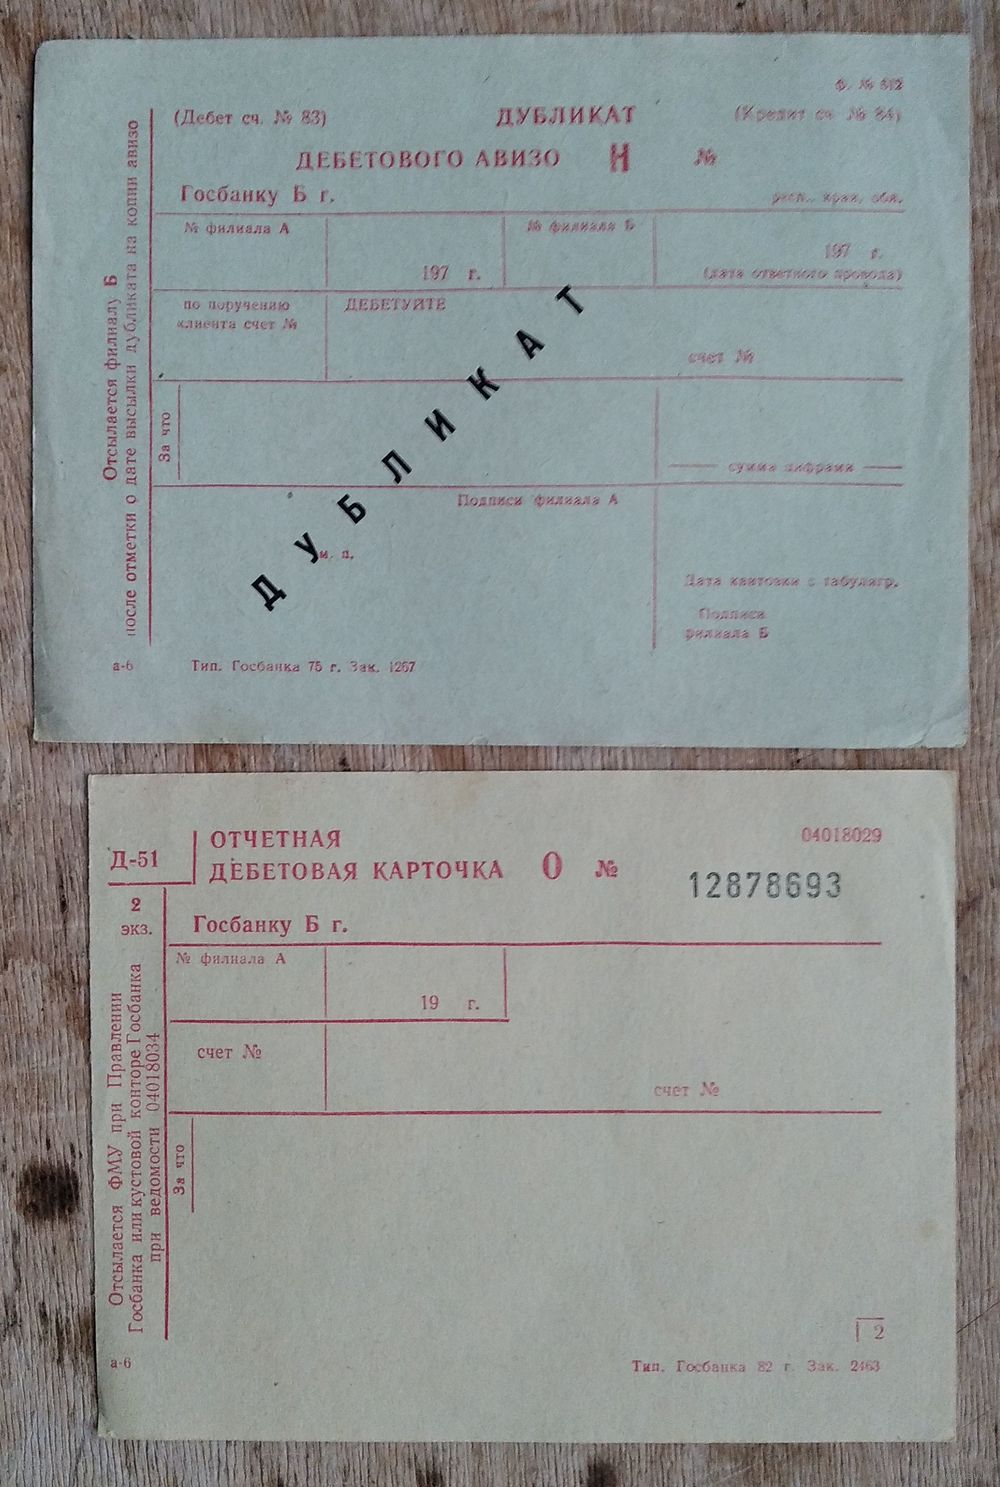 Ф. № 812
(Дебет сч. № 83) ДУБЛИКАТ (Кредит сч № 84)
ДЕБЕТОВОГО АВИЗО Н №
Госбанку Б г. респ., края, обл.
№ филиала А № филиала Б
197 г. 197 г.
(дата ответного провода)
по поручению ДЕБЕТУЙТЕ
клиента счет №
счет №
За что
сумма цифрами
Подписи филиала А
м. п.
Дата квитовки с табулягр.
Подписи
филиала Б
ДУБЛИКАТ
Отсылается филиалу Б
после отметки о дате высылки дубликата на копии авизо
а-6 Тип. Госбанка 75 г. Зак. 1267
Д-51
ОТЧЕТНАЯ 04018029
ДЕБЕТОВАЯ КАРТОЧКА О № 12878693
2
экз.
Госбанку Б г.
№ филиала А
19 г.
счет №
счет №
За что
Отсылается ФМУ при Правлении
Госбанка или кустовой конторе Госбанка
при ведомости 04018034
2
а-6 Тип. Госбанка 82 г. Зак. 2463